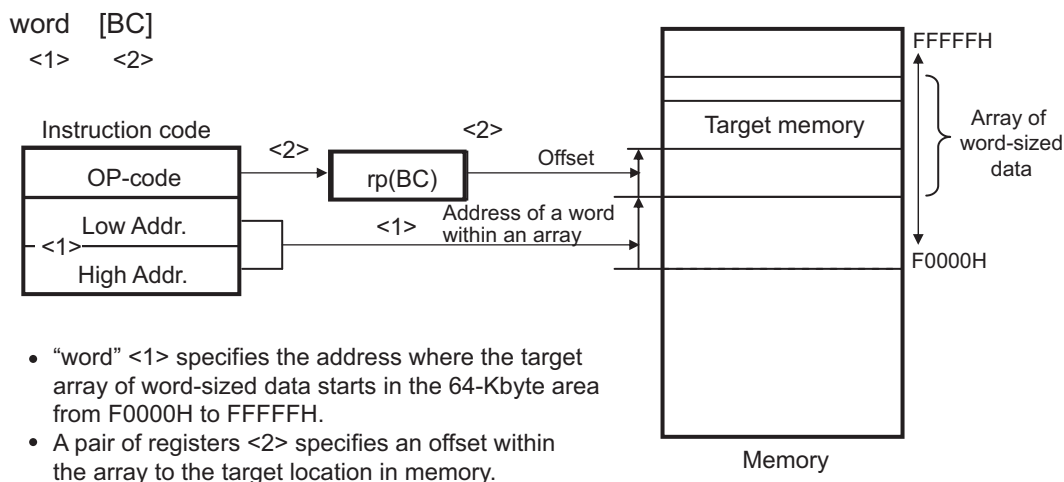 word [BC]
<1> <2>
FFFFFH
Instruction code
<2>
<2>
Target memory
Array of
word-sized
data
OP-code
rp(BC)
Offset
Low Addr.
<1>
Address of a word
within an array
<1>
High Addr.
F0000H
• “word” <1> specifies the address where the target
array of word-sized data starts in the 64-Kbyte area
from F0000H to FFFFFH.
• A pair of registers <2> specifies an offset within
the array to the target location in memory.
Memory